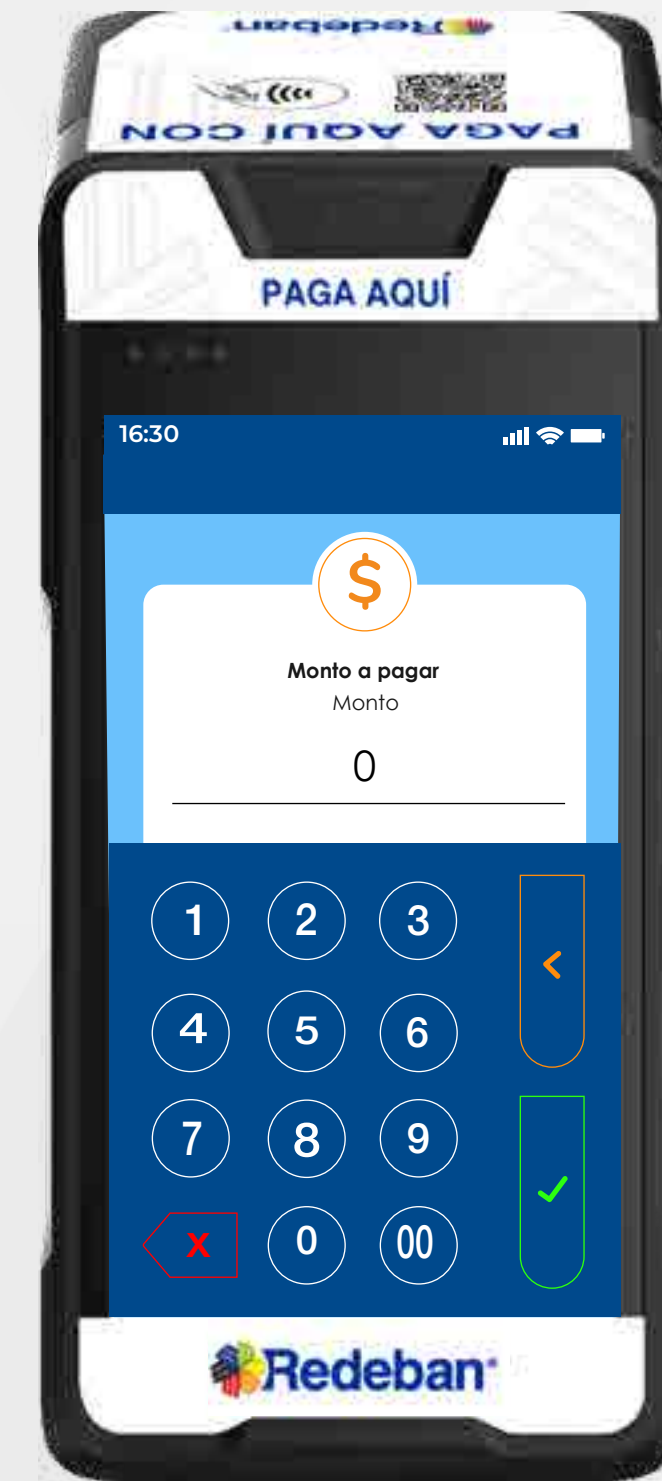 Redeban
PAGA AQUÍ CON
PAGA AQUÍ
16:30
$
Monto a pagar
Monto
0
1 2 3 <
4 5 6
7 8 9
X 0 00
Redeban